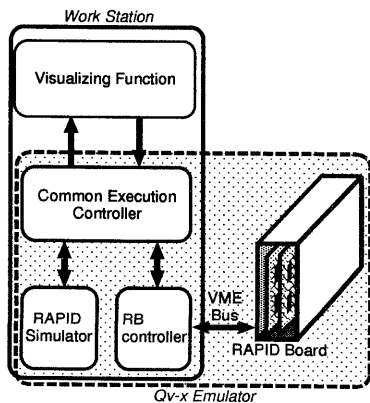 Work Station
Visualizing Function
Common Execution
Controller
RAPID
Simulator
RB
controller
VME
Bus
RAPID Board
Qv-x Emulator